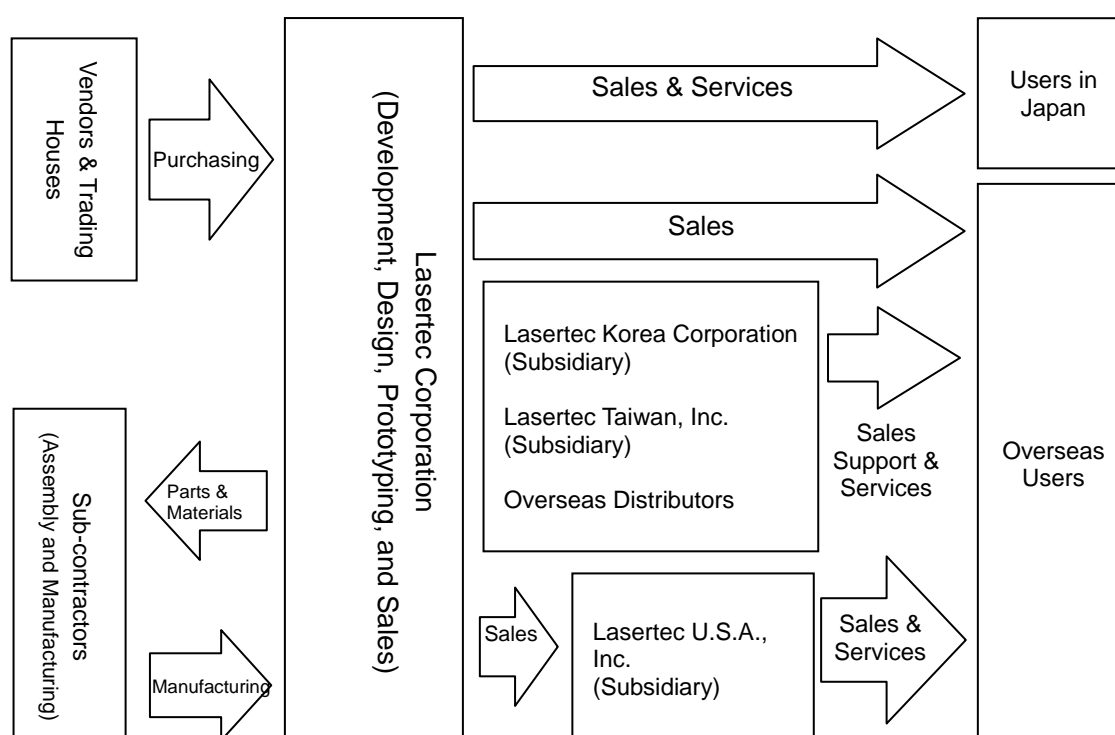 Vendors & Trading
Houses
Purchasing
Sub-contractors
(Assembly and Manufacturing)
Parts &
Materials
Manufacturing
Lasertec Corporation
(Development, Design, Prototyping, and Sales)
Sales & Services
Users in
Japan
Sales
Lasertec Korea Corporation
(Subsidiary)
Lasertec Taiwan, Inc.
(Subsidiary)
Overseas Distributors
Sales
Support &
Services
Overseas
Users
Sales
Lasertec U.S.A.,
Inc.
(Subsidiary)
Sales &
Services